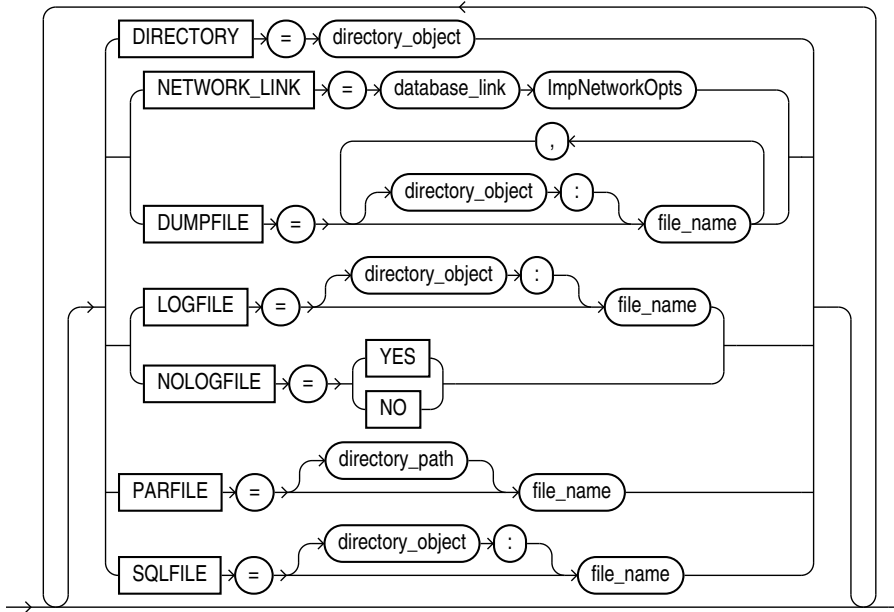 DIRECTORY = directory_object
NETWORK_LINK = database_link ImpNetworkOpts
,
directory_object :
DUMPFILE = file_name
directory_object :
LOGFILE = file_name
YES
NOLOGFILE =
NO
directory_path
PARFILE = file_name
directory_object :
SQLFILE = file_name